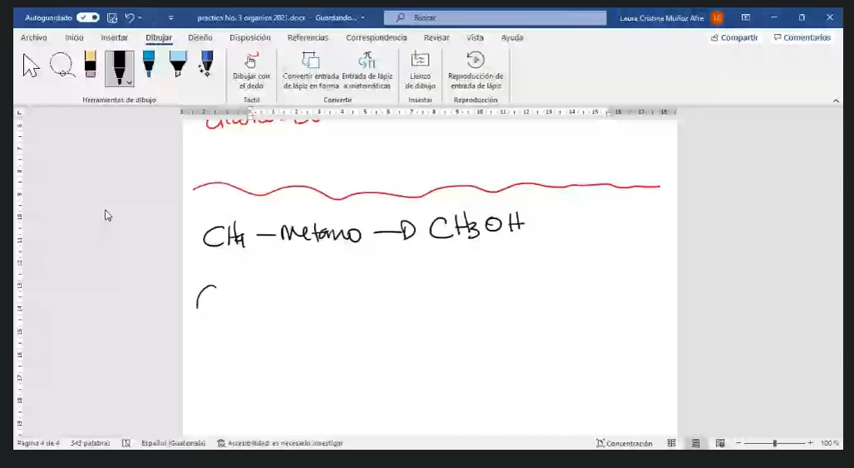 Autoguardado practica No. 3 organica 2021.docx - Guardando... Buscar Laura Cristina Muñoz Alfre LC
Archivo Inicio Insertar Dibujar Diseño Disposición Referencias Correspondencia Revisar Vista Ayuda Compartir Comentarios
Dibujar con el dedo Convertir entrada de lápiz en forma Entrada de lápiz a matemáticas Lienzo de dibujo Reproducción de entrada de lápiz
Herramientas de dibujo Táctil Convertir Insertar Reproducción
CH4 — Metano —D CH3OH
Página 4 de 4 345 palabras Español (Guatemala) Accesibilidad: es necesario investigar Concentración 100 %